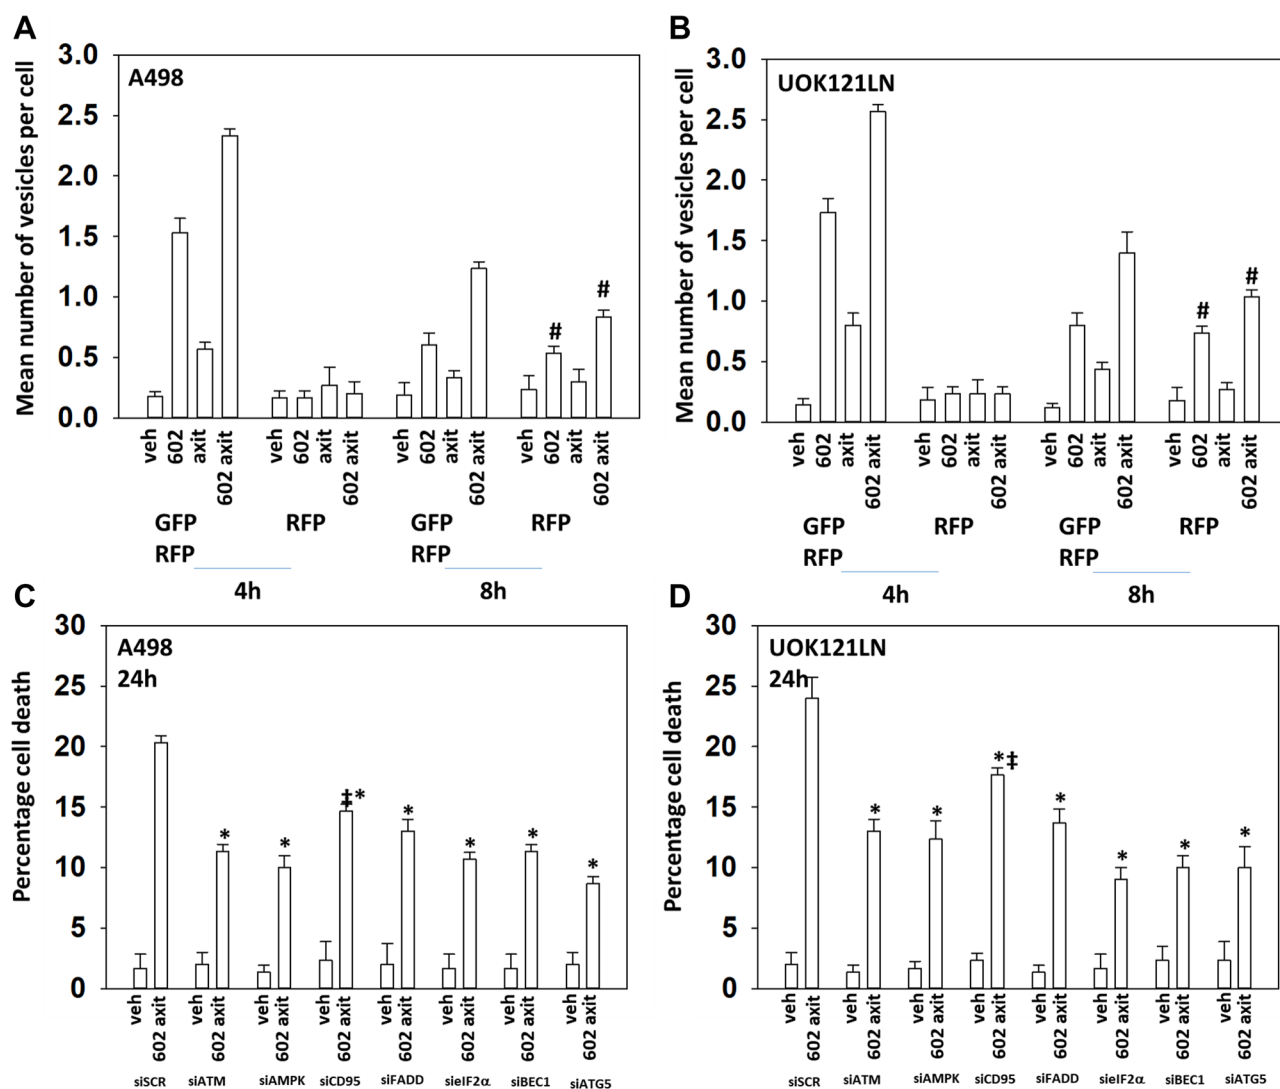 A
Mean number of vesicles per cell
3.0
2.5
2.0
1.5
1.0
0.5
0.0
A498
#
#
veh
602
axit
602 axit
veh
602
axit
602 axit
veh
602
axit
602 axit
veh
602
axit
602 axit
GFP
RFP
RFP
GFP
RFP
RFP
4h
8h
B
Mean number of vesicles per cell
3.0
2.5
2.0
1.5
1.0
0.5
0.0
UOK121LN
#
#
veh
602
axit
602 axit
veh
602
axit
602 axit
veh
602
axit
602 axit
veh
602
axit
602 axit
GFP
RFP
RFP
GFP
RFP
RFP
4h
8h
C
Percentage cell death
30
25
20
15
10
5
0
A498
24h
*
*
‡*
*
*
*
*
veh
602 axit
veh
602 axit
veh
602 axit
veh
602 axit
veh
602 axit
veh
602 axit
veh
602 axit
veh
602 axit
siSCR siATM siAMPK siCD95 siFADD sieIF2α siBEC1 siATG5
D
Percentage cell death
30
25
20
15
10
5
0
UOK121LN
24h
*
*
*‡
*
*
*
*
veh
602 axit
veh
602 axit
veh
602 axit
veh
602 axit
veh
602 axit
veh
602 axit
veh
602 axit
veh
602 axit
siSCR siATM siAMPK siCD95 siFADD sieIF2α siBEC1 siATG5